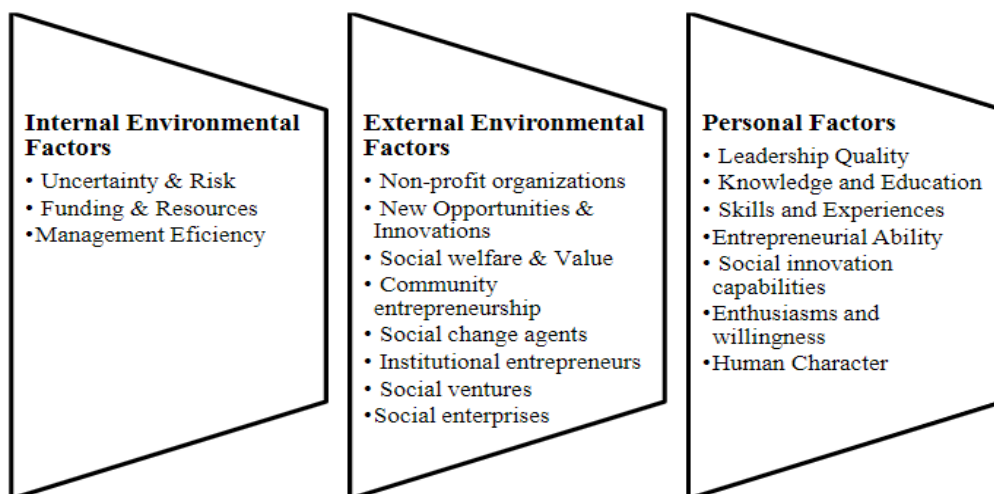 Internal Environmental
Factors
• Uncertainty & Risk
• Funding & Resources
•Management Eficiency
External Environmental
Factors
• Non-profit organizations
• New Opportunities &
Innovations
• Social welfare & Value
• Community
entrepreneurship
• Social change agents
• Institutional entrepreneurs
• Social ventures
•Social enterprises
Personal Factors
• Leadership Quality
• Knowledge and Education
• Skills and Experiences
•Entrepreneurial Ability
• Social innovation
capabilities
•Enthusiasms and
willingness
•Human Character